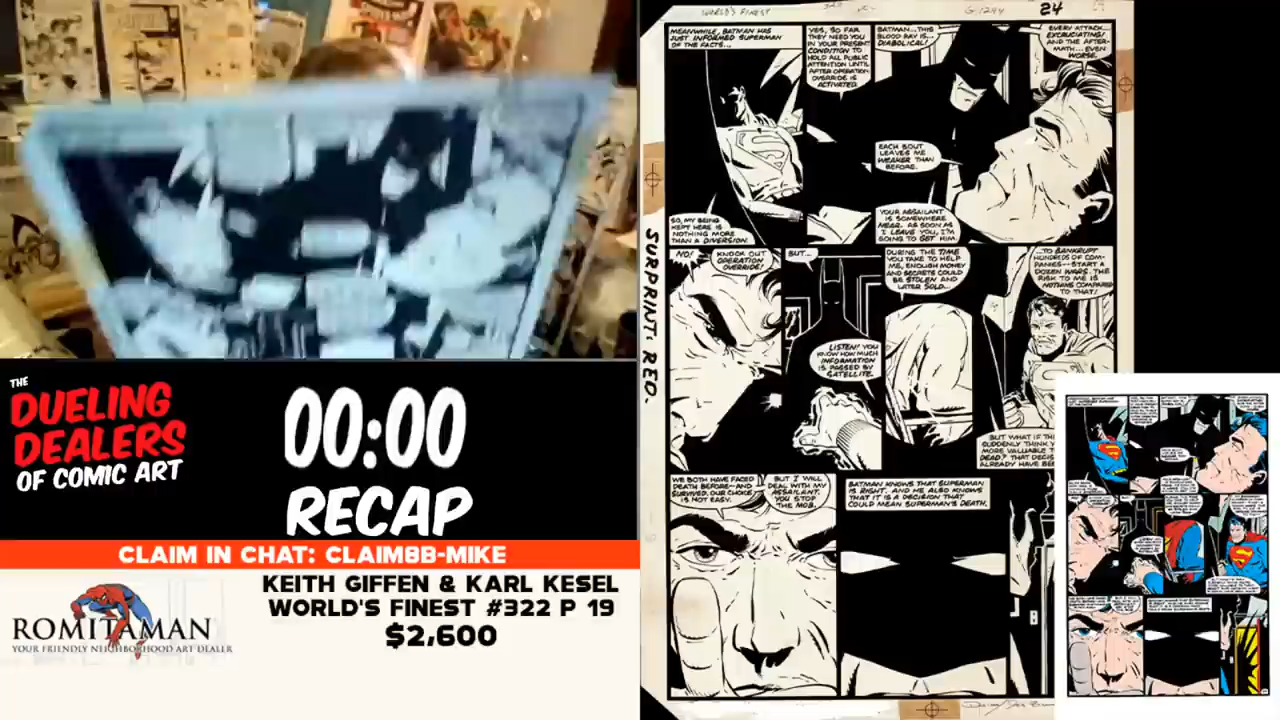 THE
DUELING
DEALERS
OF COMIC ART
00:00
RECAP
CLAIM IN CHAT: CLAIM8B-MIKE
ROMITAMAN
YOUR FRIENDLY NEIGHBORHOOD ART DEALER
KEITH GIFFEN & KARL KESEL
WORLD'S FINEST #322 P 19
$2,600
WORLD'S FINEST
24
SURPRINT: RED.
MEANWHILE, BATMAN HAS
JUST INFORMED SUPERMAN
OF THE FACTS...
YES, SO FAR
THEY NEED YOU
IN YOUR PRESENT
CONDITION TO
HOLD ALL PUBLIC
ATTENTION UNTIL
AFTER OPERATION
OVERRIDE IS
ACTIVATED.
BATMAN...THIS
BLOOD RAY IS...
DIABOLICAL!
EVERY ATTACK...
EXCRUCIATING!
AND THE AFTER-
MATH... EVEN
WORSE.
EACH BOUT
LEAVES ME
WEAKER THAN
BEFORE.
SO, MY BEING
KEPT HERE IS
NOTHING MORE
THAN A DIVERSION.
YOUR ASSAILANT
IS SOMEWHERE
NEAR. AS SOON AS
I LEAVE YOU, I'M
GOING TO GET HIM.
NO!
KNOCK OUT
OPERATION
OVERRIDE!
BUT...
LISTEN! YOU
KNOW HOW MUCH
INFORMATION
IS PASSED BY
SATELLITE.
DURING THE TIME
YOU TAKE TO HELP
ME, ENOUGH MONEY
AND SECRETS COULD
BE STOLEN AND
LATER SOLD...
...TO BANKRUPT
HUNDREDS OF COM-
PANIES--START A
DOZEN WARS. THE
RISK TO ME IS
NOTHING COMPARED
TO THAT!
BUT WHAT IF TH
SUDDENLY THINK Y
MORE VALUABLE T
DEAD? THAT DECIS
ALREADY HAVE BEE
WE BOTH HAVE FACED
DEATH BEFORE--AND
SURVIVED. OUR CHOICE
IS NOT EASY.
BUT I WILL
DEAL WITH MY
ASSAILANT.
YOU STOP
THE MOB.
BATMAN KNOWS THAT SUPERMAN
IS RIGHT. AND HE ALSO KNOWS
THAT IT IS A DECISION THAT
COULD MEAN SUPERMAN'S DEATH.